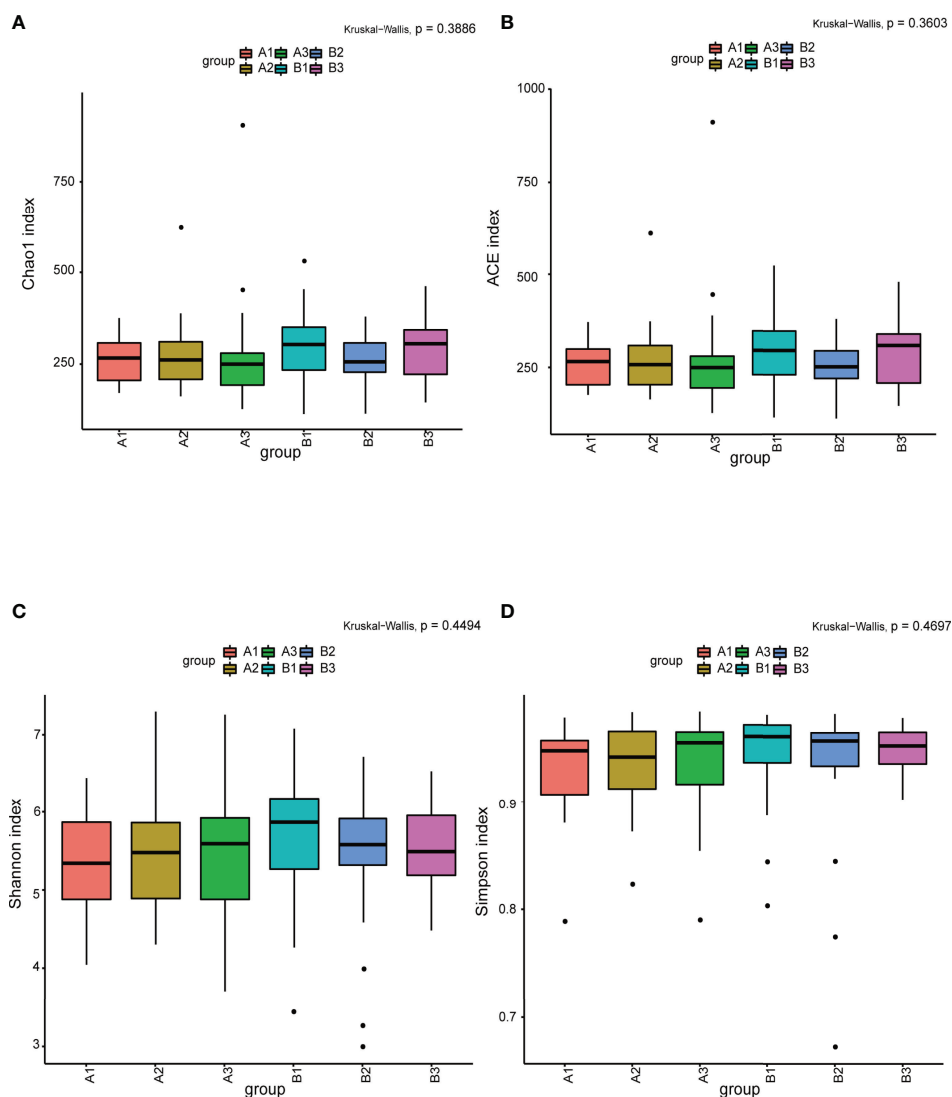 A
Kruskal−Wallis, p = 0.3886
group A1 A3 B2
A2 B1 B3
Chao1 index
750
500
250
A1 A2 A3 B1 B2 B3
group
B
Kruskal−Wallis, p = 0.3603
group A1 A3 B2
A2 B1 B3
ACE index
1000
750
500
250
A1 A2 A3 B1 B2 B3
group
C
Kruskal−Wallis, p = 0.4494
group A1 A3 B2
A2 B1 B3
Shannon index
7
6
5
4
3
A1 A2 A3 B1 B2 B3
group
D
Kruskal−Wallis, p = 0.4697
group A1 A3 B2
A2 B1 B3
Simpson index
0.9
0.8
0.7
A1 A2 A3 B1 B2 B3
group